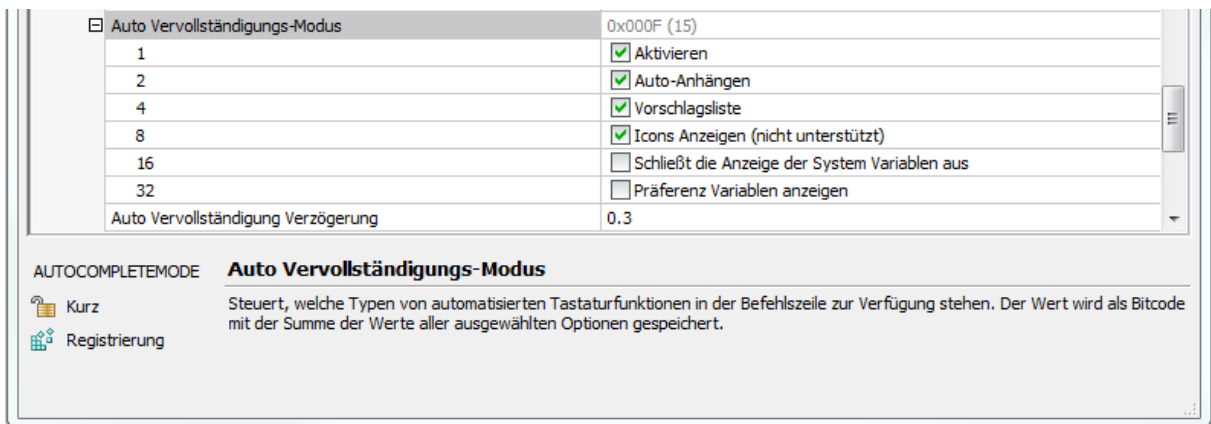 Auto Vervollständigungs-Modus 0x000F (15)
1 Aktivieren
2 Auto-Anhängen
4 Vorschlagsliste
8 Icons Anzeigen (nicht unterstützt)
16 Schließt die Anzeige der System Variablen aus
32 Präferenz Variablen anzeigen
Auto Vervollständigung Verzögerung 0.3
AUTOCOMPLETEMODE
Kurz
Registrierung
Auto Vervollständigungs-Modus
Steuert, welche Typen von automatisierten Tastaturfunktionen in der Befehlszeile zur Verfügung stehen. Der Wert wird als Bitcode
mit der Summe der Werte aller ausgewählten Optionen gespeichert.